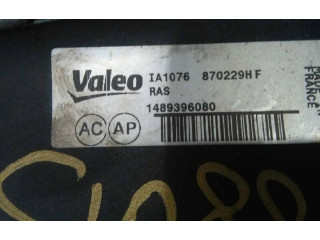 Valeo IA1076 870229HF
RAS
1489396080
AC AP
FRANCE